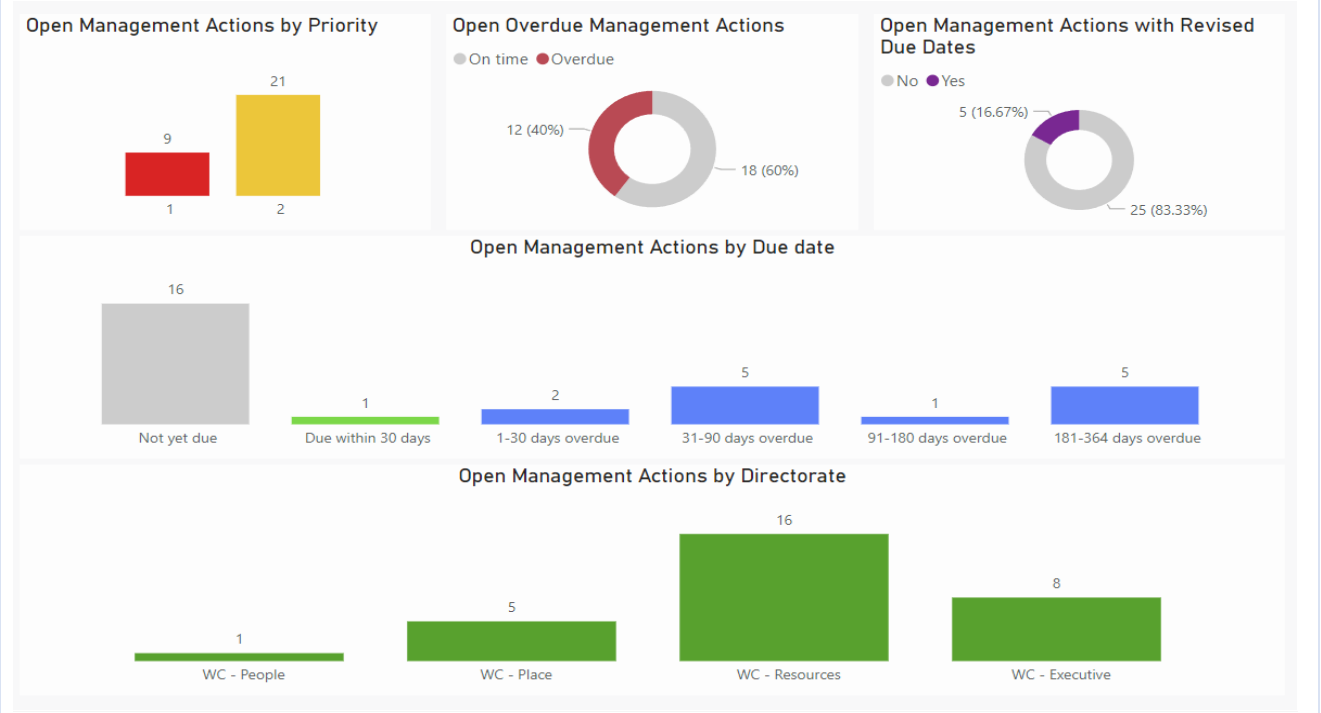 Open Management Actions by Priority
21
9
1
2
Open Overdue Management Actions
On time Overdue
12 (40%)
18 (60%)
Open Management Actions with Revised
Due Dates
No Yes
5 (16.67%)
25 (83.33%)
Open Management Actions by Due date
16
1
2
5
1
5
Not yet due
Due within 30 days
1-30 days overdue
31-90 days overdue
91-180 days overdue
181-364 days overdue
Open Management Actions by Directorate
1
5
16
8
WC - People
WC - Place
WC - Resources
WC - Executive